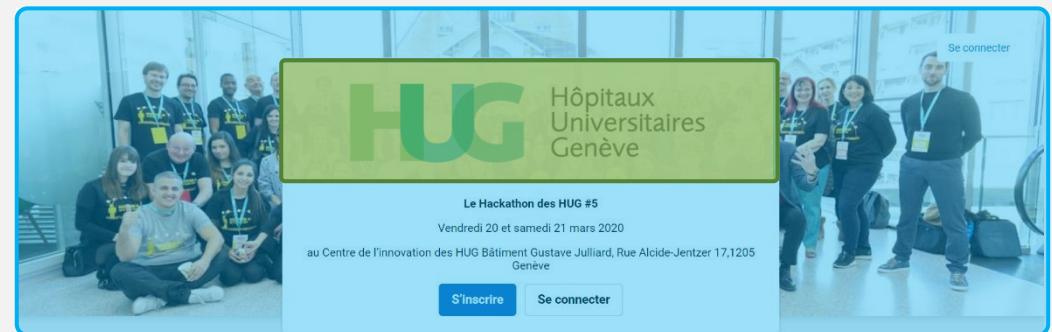 Se connecter
HUG
Hôpitaux
Universitaires
Genève
Le Hackathon des HUG #5
Vendredi 20 et samedi 21 mars 2020
au Centre de l'innovation des HUG Bâtiment Gustave Julliard, Rue Alcide-Jentzer 17,1205
Genève
S'inscrire
Se connecter